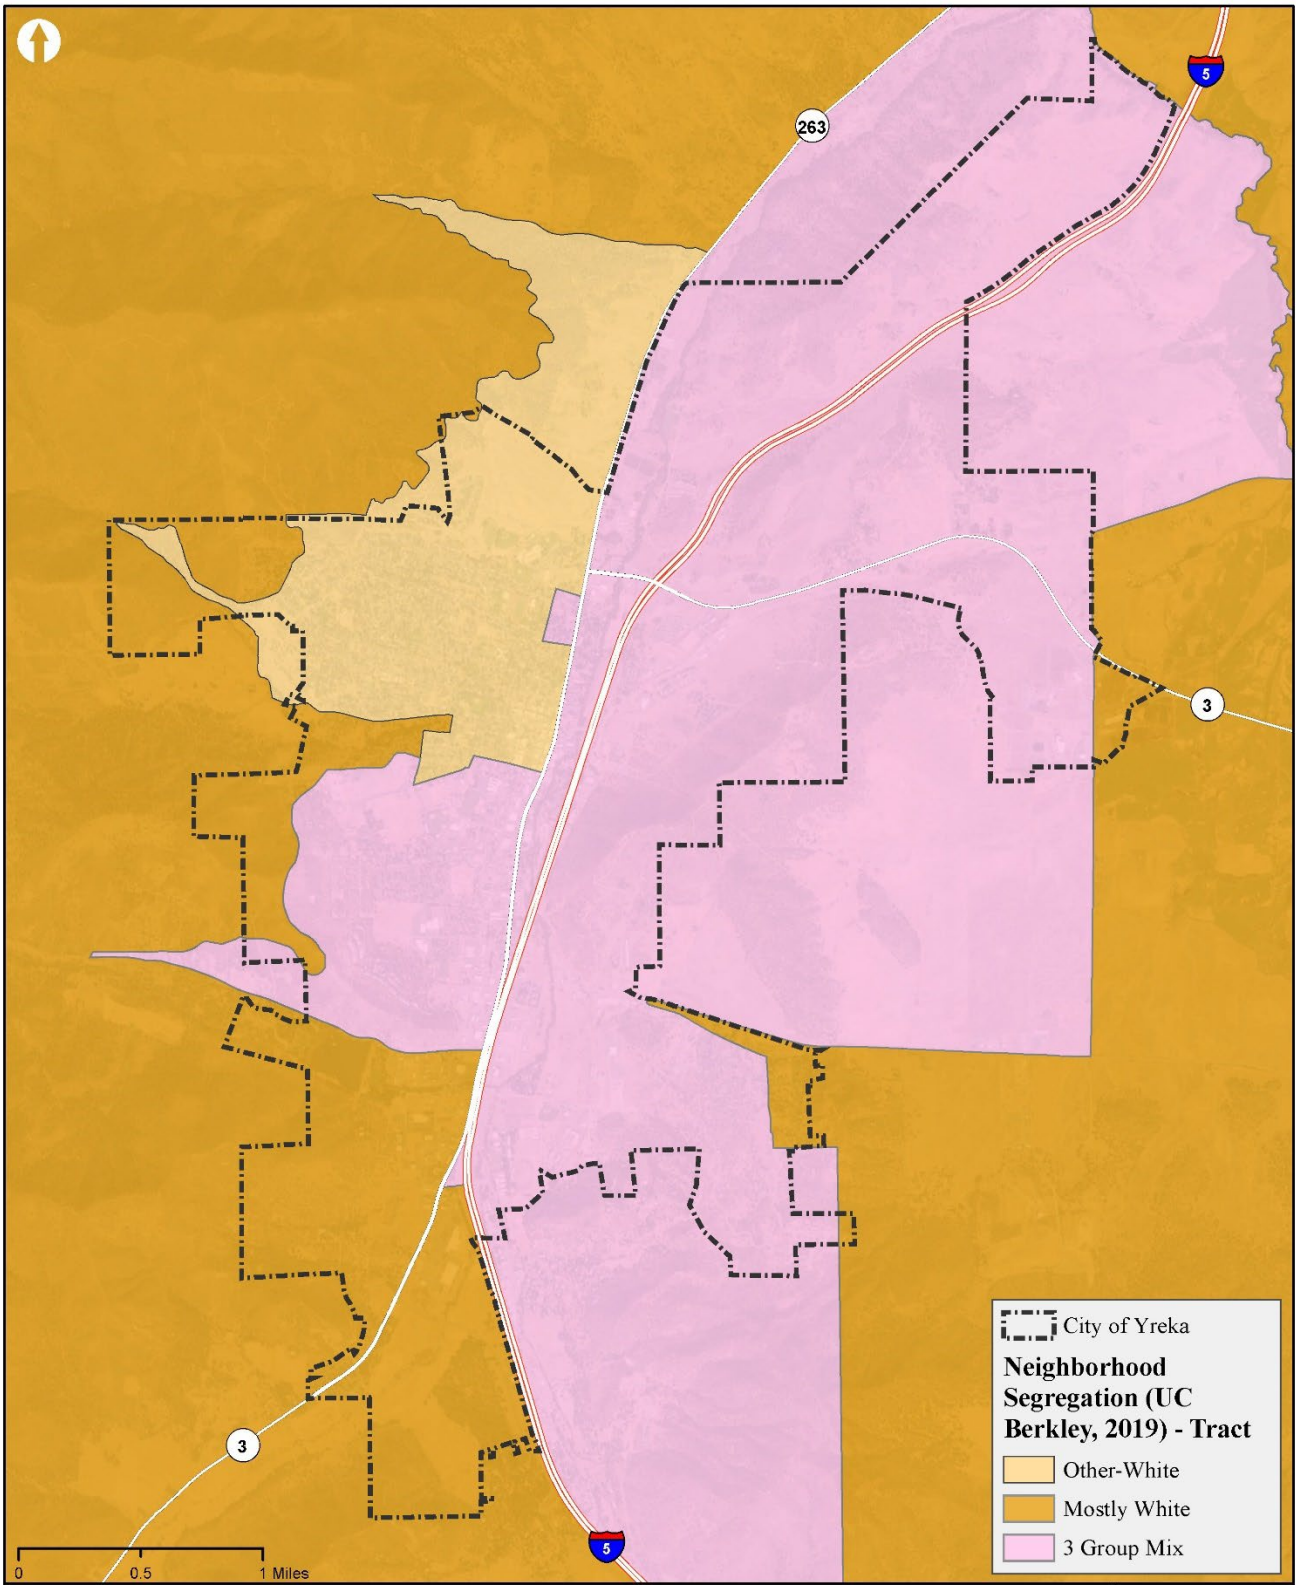 5
263
3
3
5
City of Yreka
Neighborhood
Segregation (UC
Berkley, 2019) - Tract
Other-White
Mostly White
3 Group Mix
0 0.5 1 Miles